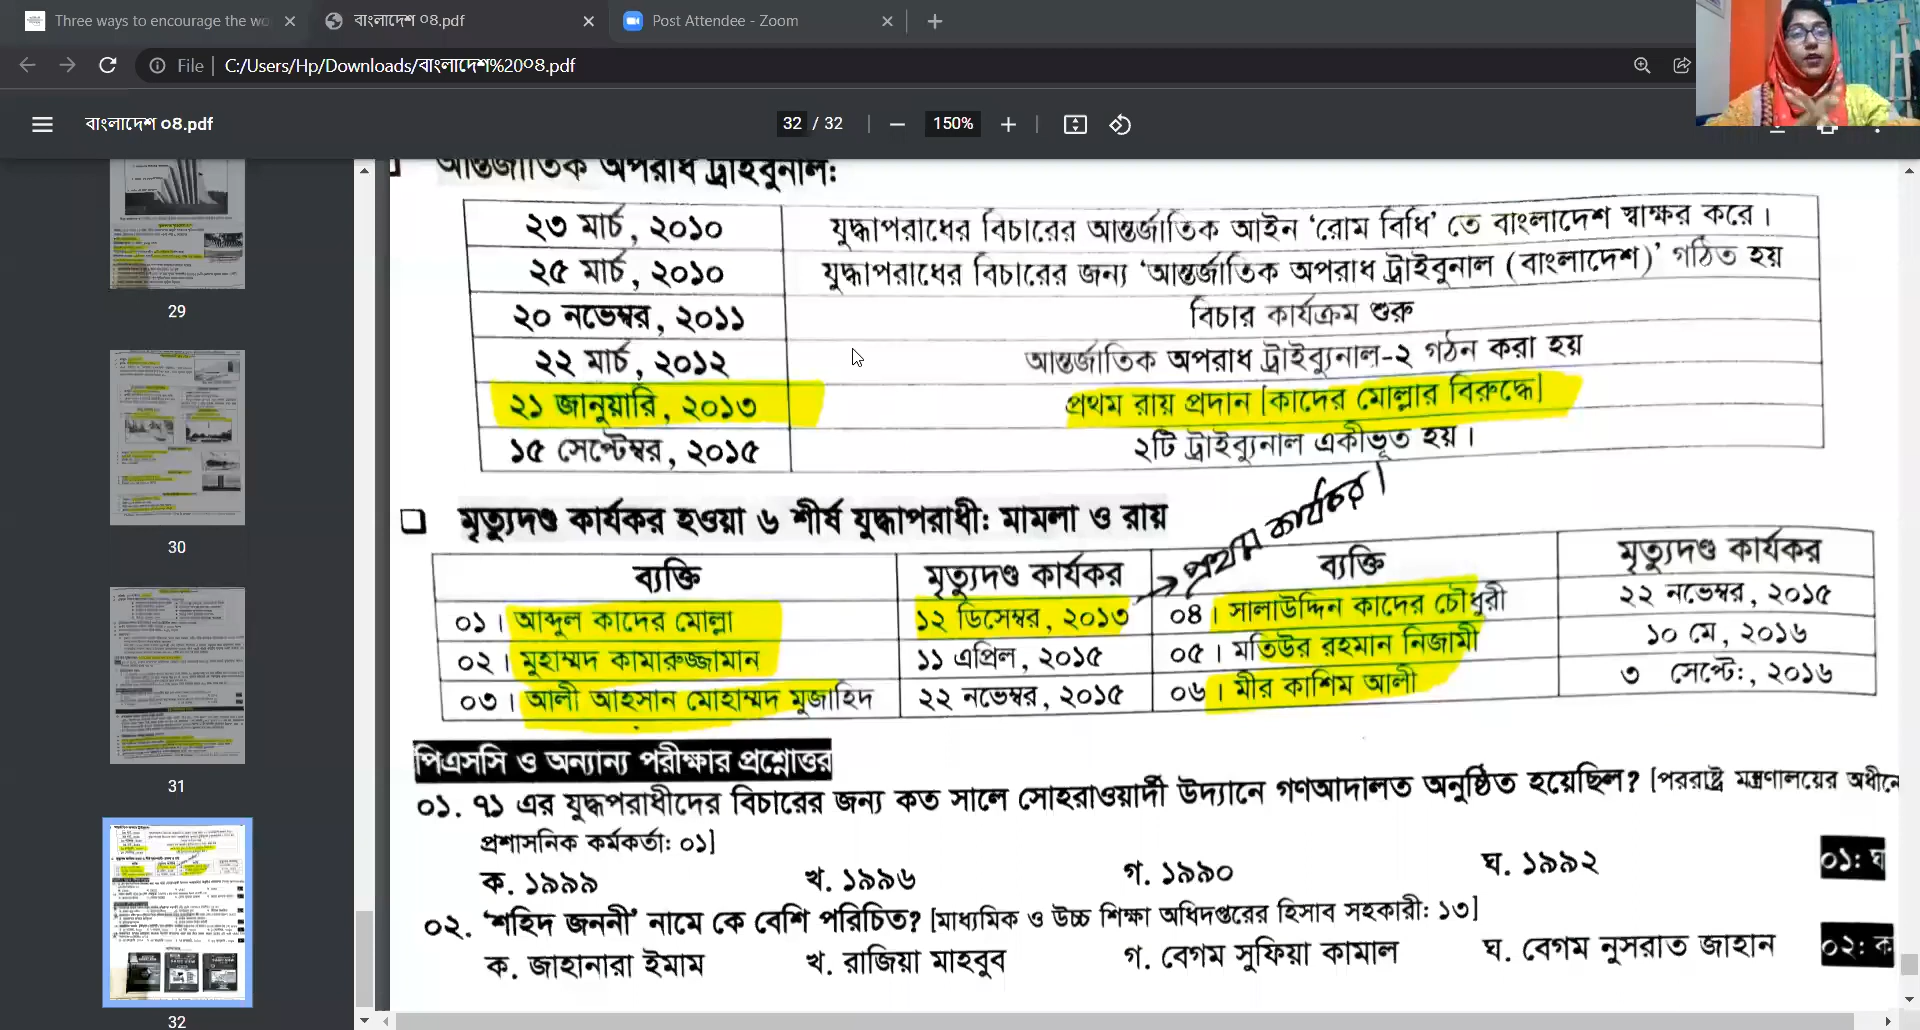 Three ways to encourage the wo
বাংলাদেশ ০৪.pdf
Post Attendee - Zoom
File
C:/Users/Hp/Downloads/বাংলাদেশ%20০৪.pdf
বাংলাদেশ ০৪.pdf
32 / 32
150%
আন্তর্জাতিক অপরাধ ট্রাইবুনাল:
২৩ মার্চ, ২০১০ যুদ্ধাপরাধের বিচারের আন্তর্জাতিক আইন ‘রোম বিধি’ তে বাংলাদেশ স্বাক্ষর করে।
২৫ মার্চ, ২০১০ যুদ্ধাপরাধের বিচারের জন্য ‘আন্তর্জাতিক অপরাধ ট্রাইবুনাল (বাংলাদেশ)’ গঠিত হয়
২০ নভেম্বর, ২০১১ বিচার কার্যক্রম শুরু
২২ মার্চ, ২০১২ আন্তর্জাতিক অপরাধ ট্রাইব্যুনাল-২ গঠন করা হয়
২১ জানুয়ারি, ২০১৩ প্রথম রায় প্রদান [কাদের মোল্লার বিরুদ্ধে]
১৫ সেপ্টেম্বর, ২০১৫ ২টি ট্রাইব্যুনাল একীভূত হয়।
মৃত্যুদণ্ড কার্যকর হওয়া ৬ শীর্ষ যুদ্ধাপরাধী: মামলা ও রায়
প্রথম কার্যকর।
ব্যক্তি মৃত্যুদণ্ড কার্যকর ব্যক্তি মৃত্যুদণ্ড কার্যকর
০১। আব্দুল কাদের মোল্লা ১২ ডিসেম্বর, ২০১৩ ০৪। সালাউদ্দিন কাদের চৌধুরী ২২ নভেম্বর, ২০১৫
০২। মুহাম্মদ কামারুজ্জামান ১১ এপ্রিল, ২০১৫ ০৫। মতিউর রহমান নিজামী ১০ মে, ২০১৬
০৩। আলী আহসান মোহাম্মদ মুজাহিদ ২২ নভেম্বর, ২০১৫ ০৬। মীর কাশিম আলী ৩ সেপ্টে:, ২০১৬
পিএসসি ও অন্যান্য পরীক্ষার প্রশ্নোত্তর
০১. ৭১ এর যুদ্ধপরাধীদের বিচারের জন্য কত সালে সোহরাওয়ার্দী উদ্যানে গণআদালত অনুষ্ঠিত হয়েছিল? [পররাষ্ট্র মন্ত্রণালয়ের অধীনে
প্রশাসনিক কর্মকর্তা: ০১]
ক. ১৯৯৯ খ. ১৯৯৬ গ. ১৯৯০ ঘ. ১৯৯২ ০১: ঘ
০২. ‘শহিদ জননী’ নামে কে বেশি পরিচিত? [মাধ্যমিক ও উচ্চ শিক্ষা অধিদপ্তরের হিসাব সহকারী: ১৩]
ক. জাহানারা ইমাম খ. রাজিয়া মাহবুব গ. বেগম সুফিয়া কামাল ঘ. বেগম নুসরাত জাহান ০২: ক
29
30
31
32